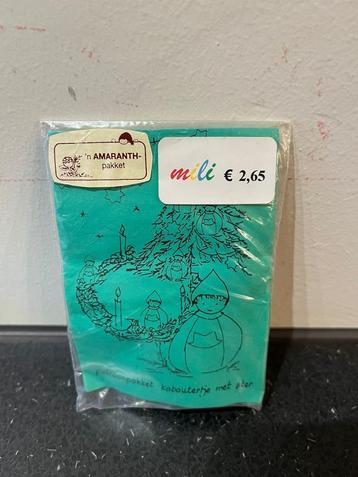 'n AMARANTH-
pakket
mili € 2,65
pakket kaboutertje met ster